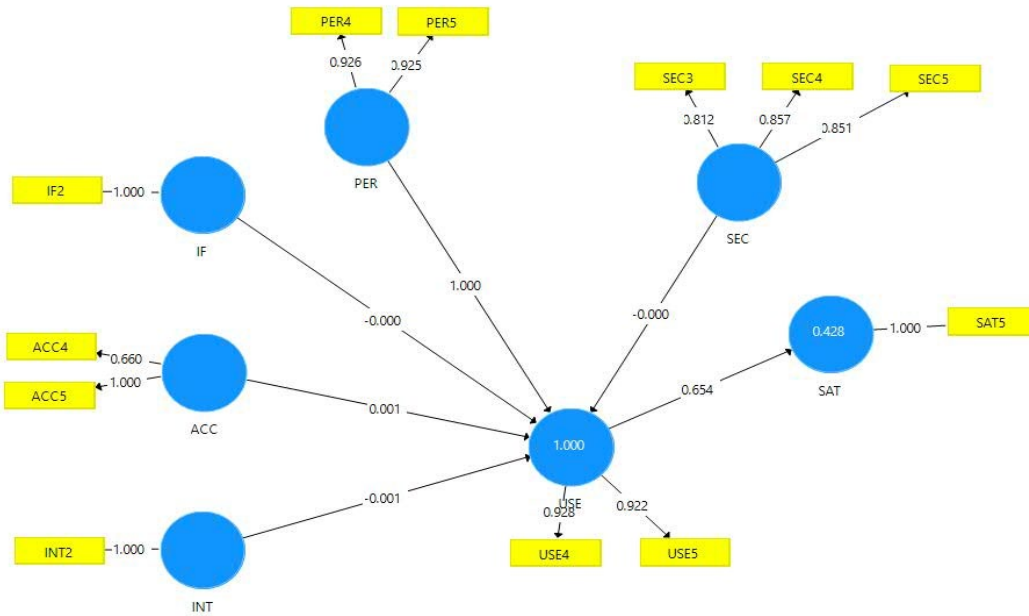 PER4
PER5
0.926
0.925
PER
SEC3
SEC4
SEC5
0.812
0.857
0.851
SEC
IF2
1.000
IF
1.000
-0.000
-0.000
ACC4
ACC5
0.660
1.000
ACC
0.001
0.428
SAT
1.000
SAT5
0.654
1.000
USE
0.928
0.922
USE4
USE5
-0.001
INT2
1.000
INT